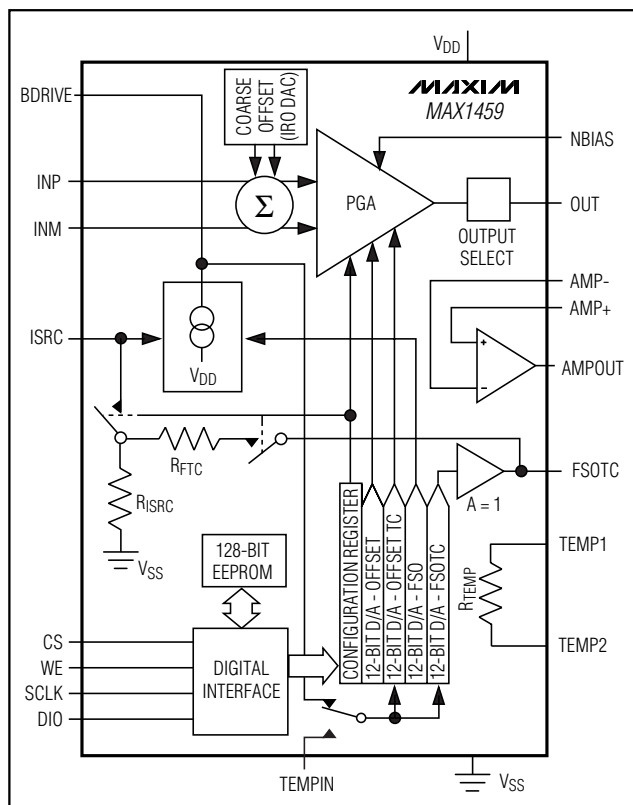 VDD
BDRIVE
COARSE
OFFSET
(IRO DAC)
MAXIM
MAX1459
NBIAS
INP
Σ
PGA
OUT
INM
OUTPUT
SELECT
AMP-
AMP+
ISRC
VDD
+
−
AMPOUT
RFTC
FSOTC
A = 1
RISRC
VSS
128-BIT
EEPROM
CONFIGURATION REGISTER
12-BIT D/A - OFFSET
12-BIT D/A - OFFSET TC
12-BIT D/A - FSO
12-BIT D/A - FSOTC
TEMP1
RTEMP
TEMP2
CS
WE
SCLK
DIO
DIGITAL
INTERFACE
TEMPIN
VSS